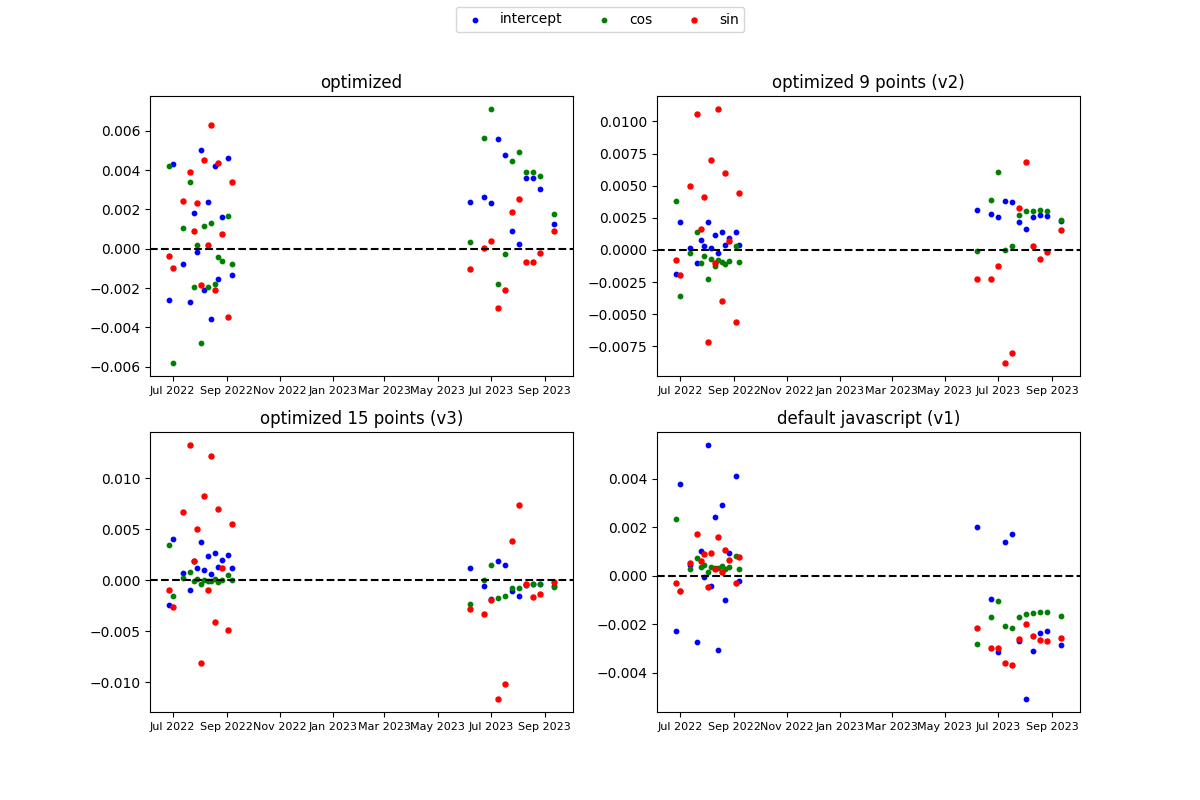 intercept cos sin
optimized
0.006
0.004
0.002
0.000
−0.002
−0.004
−0.006
Jul 2022 Sep 2022 Nov 2022 Jan 2023 Mar 2023 May 2023 Jul 2023 Sep 2023
optimized 9 points (v2)
0.0100
0.0075
0.0050
0.0025
0.0000
−0.0025
−0.0050
−0.0075
Jul 2022 Sep 2022 Nov 2022 Jan 2023 Mar 2023 May 2023 Jul 2023 Sep 2023
optimized 15 points (v3)
0.010
0.005
0.000
−0.005
−0.010
Jul 2022 Sep 2022 Nov 2022 Jan 2023 Mar 2023 May 2023 Jul 2023 Sep 2023
default javascript (v1)
0.004
0.002
0.000
−0.002
−0.004
Jul 2022 Sep 2022 Nov 2022 Jan 2023 Mar 2023 May 2023 Jul 2023 Sep 2023